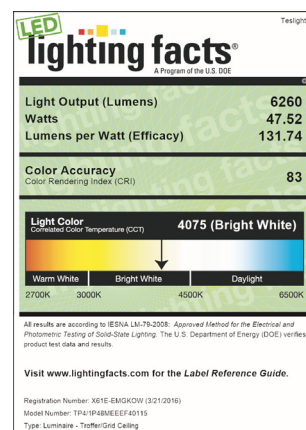 Teslight
LED
lighting facts®
A Program of the U.S. DOE
Light Output (Lumens) 6260
Watts 47.52
Lumens per Watt (Efficacy) 131.74
Color Accuracy 83
Color Rendering Index (CRI)
Light Color
Correlated Color Temperature (CCT)
4075 (Bright White)
Warm White Bright White Daylight
2700K 3000K 4500K 6500K
All results are according to IESNA LM-79-2008: Approved Method for the Electrical and
Photometric Testing of Solid-State Lighting. The U.S. Department of Energy (DOE) verifies
product test data and results.
Visit www.lightingfacts.com for the Label Reference Guide.
Registration Number: X61E-EMGKOW (3/21/2016)
Model Number: TP4/1P48MEEEF40115
Type: Luminaire - Troffer/Grid Ceiling